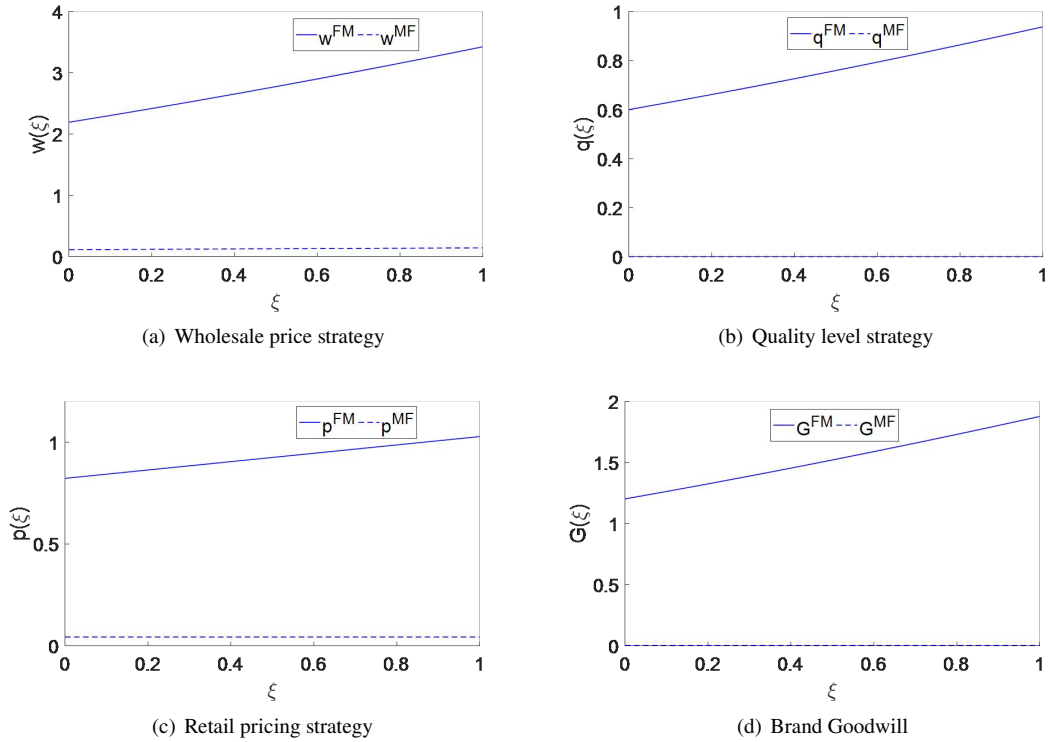 w^FM w^MF
4
3
2
1
0
w(ξ)
0 0.2 0.4 0.6 0.8 1
ξ
(a) Wholesale price strategy
q^FM q^MF
1
0.8
0.6
0.4
0.2
0
q(ξ)
0 0.2 0.4 0.6 0.8 1
ξ
(b) Quality level strategy
p^FM p^MF
1
0.5
0
p(ξ)
0 0.2 0.4 0.6 0.8 1
ξ
(c) Retail pricing strategy
G^FM G^MF
2
1.5
1
0.5
0
G(ξ)
0 0.2 0.4 0.6 0.8 1
ξ
(d) Brand Goodwill